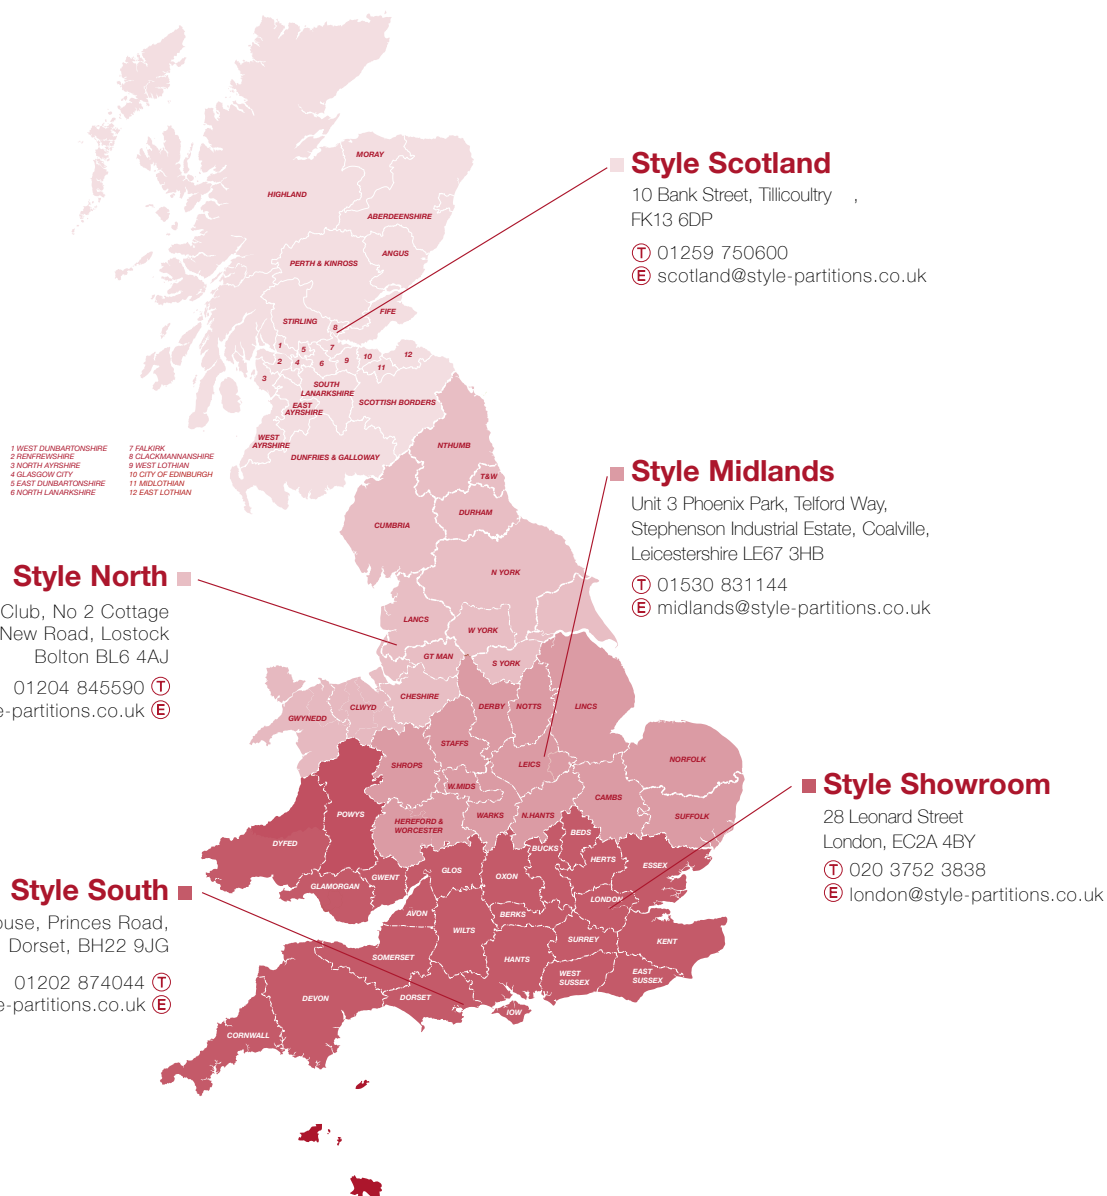 MORAY
HIGHLAND
ABERDEENSHIRE
ANGUS
PERTH & KINROSS
FIFE
STIRLING
8
1
5
7
2
4
6
9
10
12
11
3
SOUTH
LANARKSHIRE
EAST
AYRSHIRE
SCOTTISH BORDERS
WEST
AYRSHIRE
DUNFRIES & GALLOWAY
Style Scotland
10 Bank Street, Tillicoultry ,
FK13 6DP
T 01259 750600
E scotland@style-partitions.co.uk
1 WEST DUNBARTONSHIRE
2 RENFREWSHIRE
3 NORTH AYRSHIRE
4 GLASGOW CITY
5 EAST DUNBARTONSHIRE
6 NORTH LANARKSHIRE
7 FALKIRK
8 CLACKMANNANSHIRE
9 WEST LOTHIAN
10 CITY OF EDINBURGH
11 MIDLOTHIAN
12 EAST LOTHIAN
NTHUMB
T&W
DURHAM
CUMBRIA
N YORK
LANCS
W YORK
GT MAN
S YORK
CHESHIRE
CLWYD
GWYNEDD
Style Midlands
Unit 3 Phoenix Park, Telford Way,
Stephenson Industrial Estate, Coalville,
Leicestershire LE67 3HB
T 01530 831144
E midlands@style-partitions.co.uk
Style North
Club, No 2 Cottage
New Road, Lostock
Bolton BL6 4AJ
01204 845590 T
e-partitions.co.uk E
DERBY
NOTTS
LINCS
STAFFS
SHROPS
LEICS
NORFOLK
W.MIDS
CAMBS
HEREFORD &
WORCESTER
WARKS
N.HANTS
SUFFOLK
Style Showroom
28 Leonard Street
London, EC2A 4BY
T 020 3752 3838
E london@style-partitions.co.uk
POWYS
DYFED
GLAMORGAN
GWENT
GLOS
OXON
BUCKS
BEDS
HERTS
ESSEX
LONDON
AVON
WILTS
BERKS
SURREY
KENT
SOMERSET
HANTS
WEST
SUSSEX
EAST
SUSSEX
DEVON
DORSET
IOW
CORNWALL
Style South
ouse, Princes Road,
Dorset, BH22 9JG
01202 874044 T
e-partitions.co.uk E